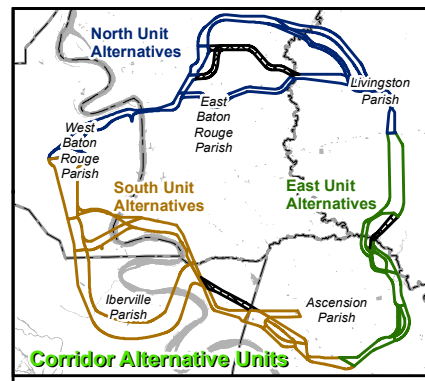 North Unit
Alternatives
Livingston
Parish
East
Baton
Rouge
Parish
West
Baton
Rouge
Parish
South Unit
Alternatives
East Unit
Alternatives
Iberville
Parish
Ascension
Parish
Corridor Alternative Units